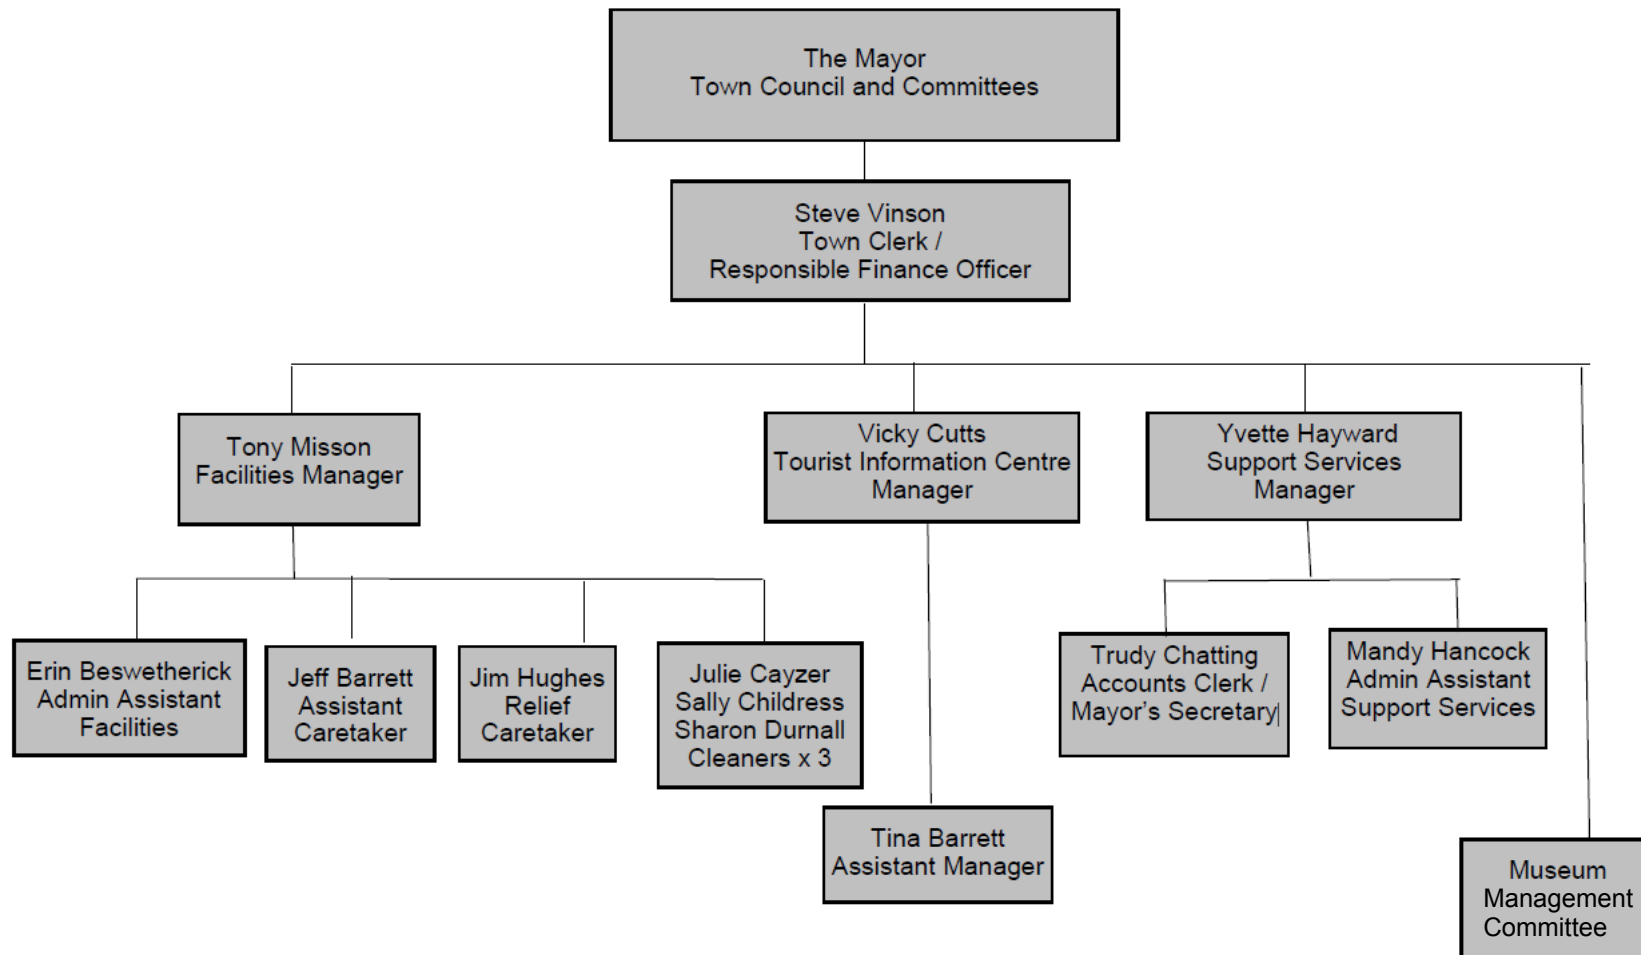 The Mayor
Town Council and Committees
Steve Vinson
Town Clerk /
Responsible Finance Officer
Tony Misson
Facilities Manager
Vicky Cutts
Tourist Information Centre
Manager
Yvette Hayward
Support Services
Manager
Erin Beswetherick
Admin Assistant
Facilities
Jeff Barrett
Assistant
Caretaker
Jim Hughes
Relief
Caretaker
Julie Cayzer
Sally Childress
Sharon Durnall
Cleaners x 3
Trudy Chatting
Accounts Clerk /
Mayor’s Secretary
Mandy Hancock
Admin Assistant
Support Services
Tina Barrett
Assistant Manager
Museum
Management
Committee